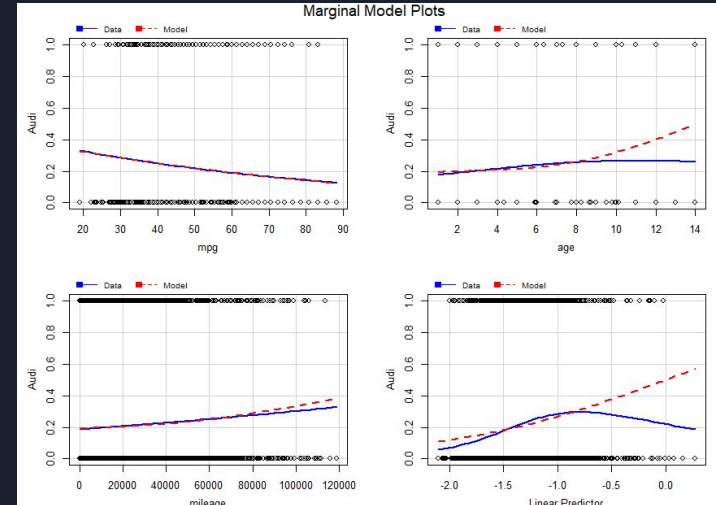 Marginal Model Plots
Data Model
Audi
0.0 0.2 0.4 0.6 0.8 1.0
20 30 40 50 60 70 80 90
mpg
Data Model
Audi
0.0 0.2 0.4 0.6 0.8 1.0
2 4 6 8 10 12 14
age
Data Model
Audi
0.0 0.2 0.4 0.6 0.8 1.0
0 20000 40000 60000 80000 100000 120000
mileage
Data Model
Audi
0.0 0.2 0.4 0.6 0.8 1.0
-2.0 -1.5 -1.0 -0.5 0.0
Linear Predictor